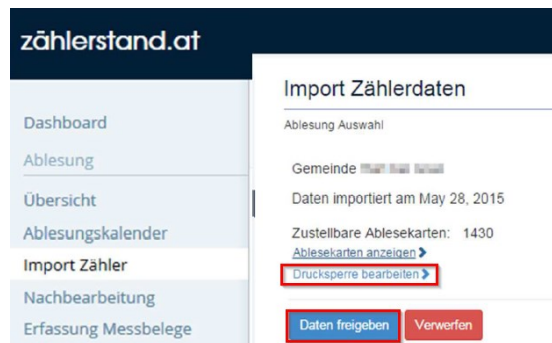 zählerstand.at
Dashboard
Ablesung
Übersicht
Ablesungskalender
Import Zähler
Nachbearbeitung
Erfassung Messbelege
Import Zählerdaten
Ablesung Auswahl
Gemeinde
Daten importiert am May 28, 2015
Zustellbare Ablesekarten: 1430
Ablesekarten anzeigen
Drucksperre bearbeiten
Daten freigeben Verwerfen